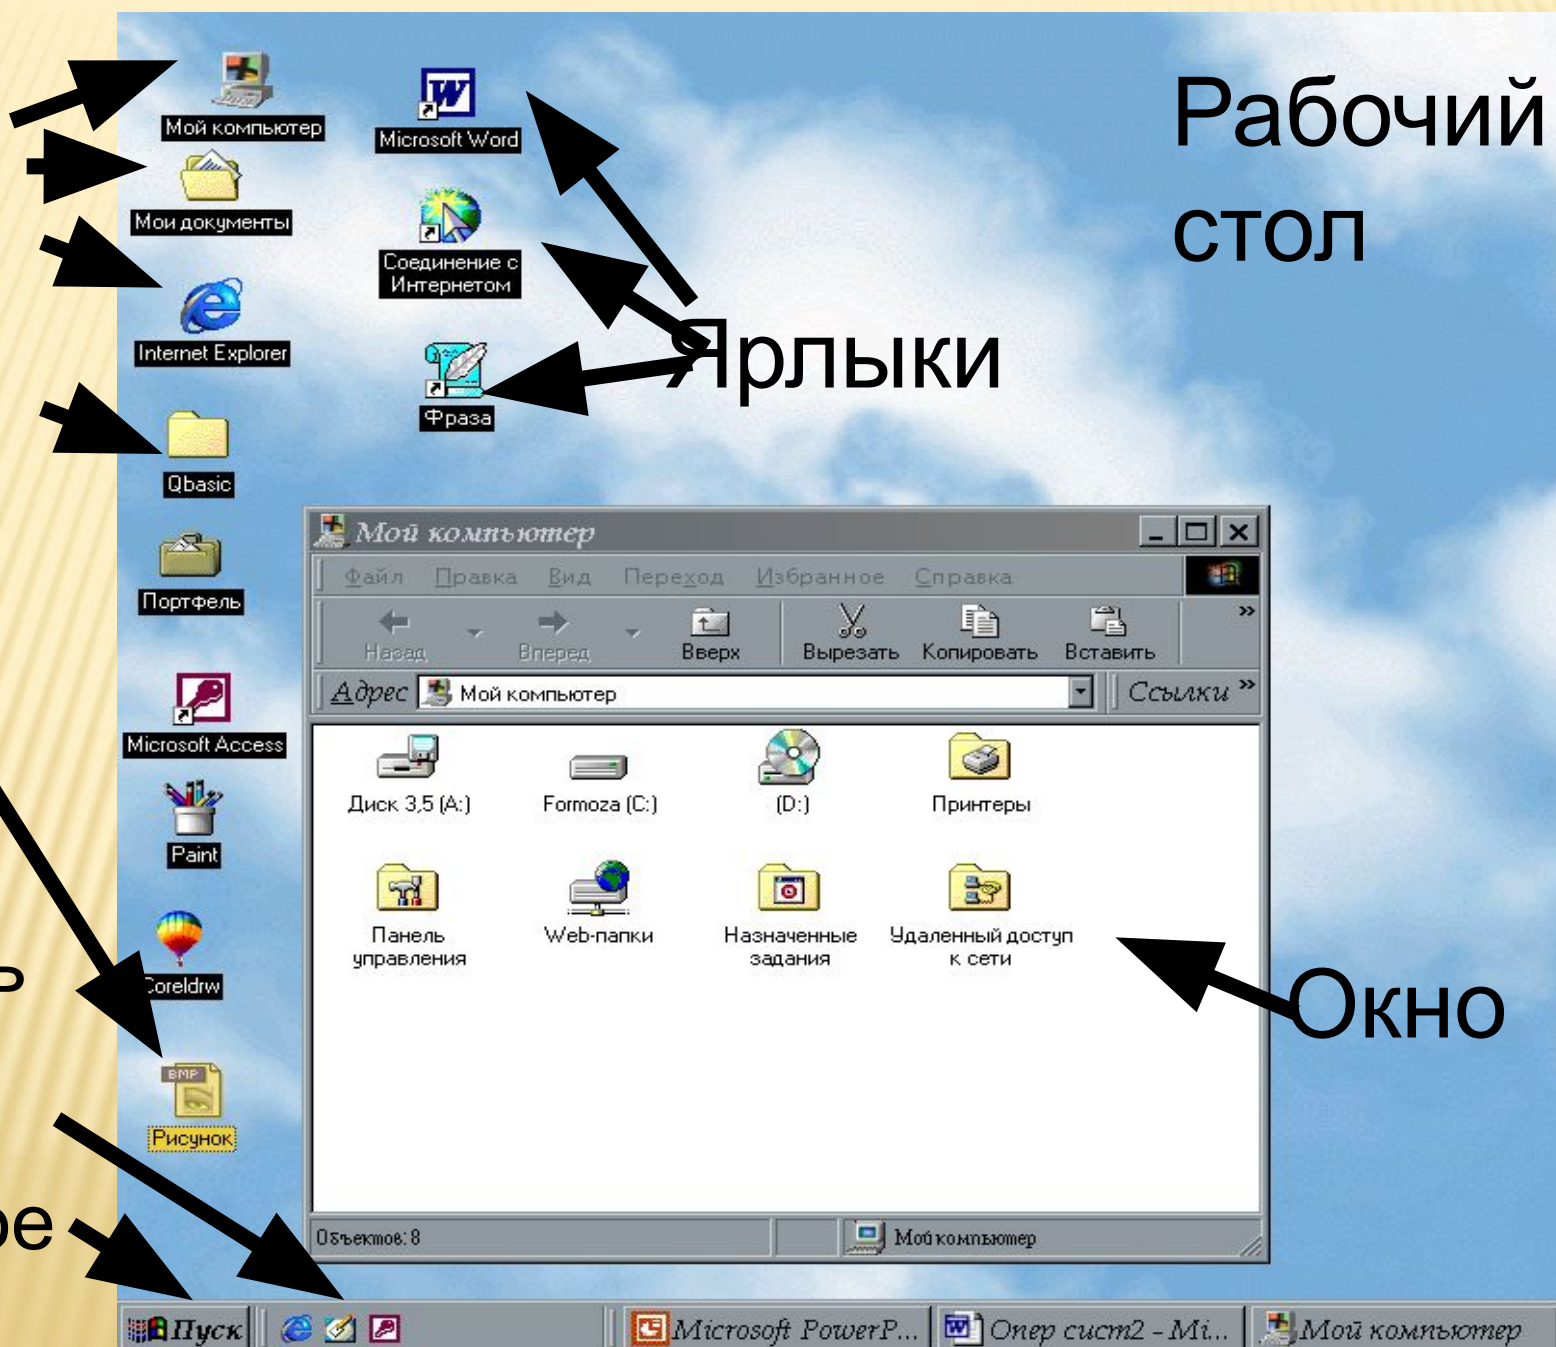 Рабочий
стол
Мой компьютер
Microsoft Word
Мои документы
Соединение с
Интернетом
Internet Explorer
Ярлыки
Фраза
Qbasic
Портфель
Microsoft Access
Paint
Coreldrw
BMP
Рисунок
Мой компьютер
Файл Правка Вид Переход Избранное Справка
Назад Вперед Вверх Вырезать Копировать Вставить »
Адрес Мой компьютер Ссылки »
Диск 3,5 (A:) Formoza (C:) (D:) Принтеры
Панель
управления
Web-папки
Назначенные
задания
Удаленный доступ
к сети
Окно
Объектов: 8 Мой компьютер
ь
ое
Пуск Microsoft PowerP... Опер сист2 - Mi... Мой компьютер